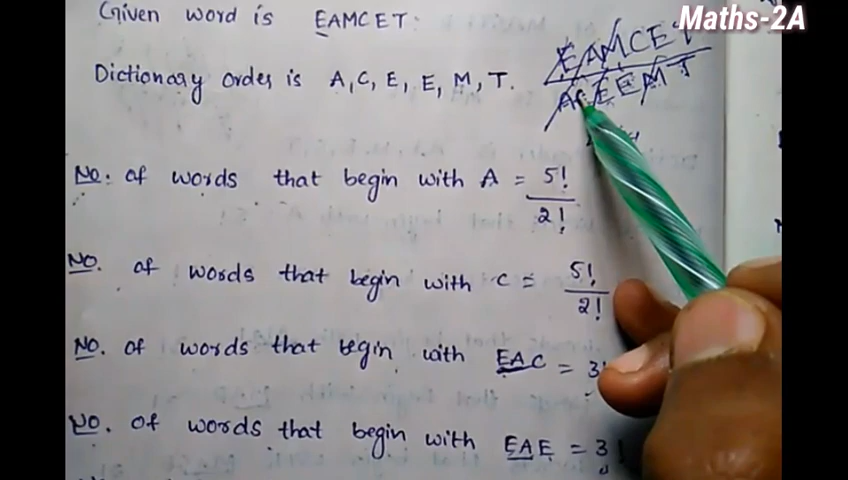 Maths-2A
Given word is EAMCET:
EAMCET
Dictionary order is A, C, E, E, M, T.
ACEEMT
NO: of words that begin with A = 5!
2!
NO. of words that begin with C = 5!
2!
NO. of words that begin with EAC = 3!
NO. of words that begin with EAE = 3!